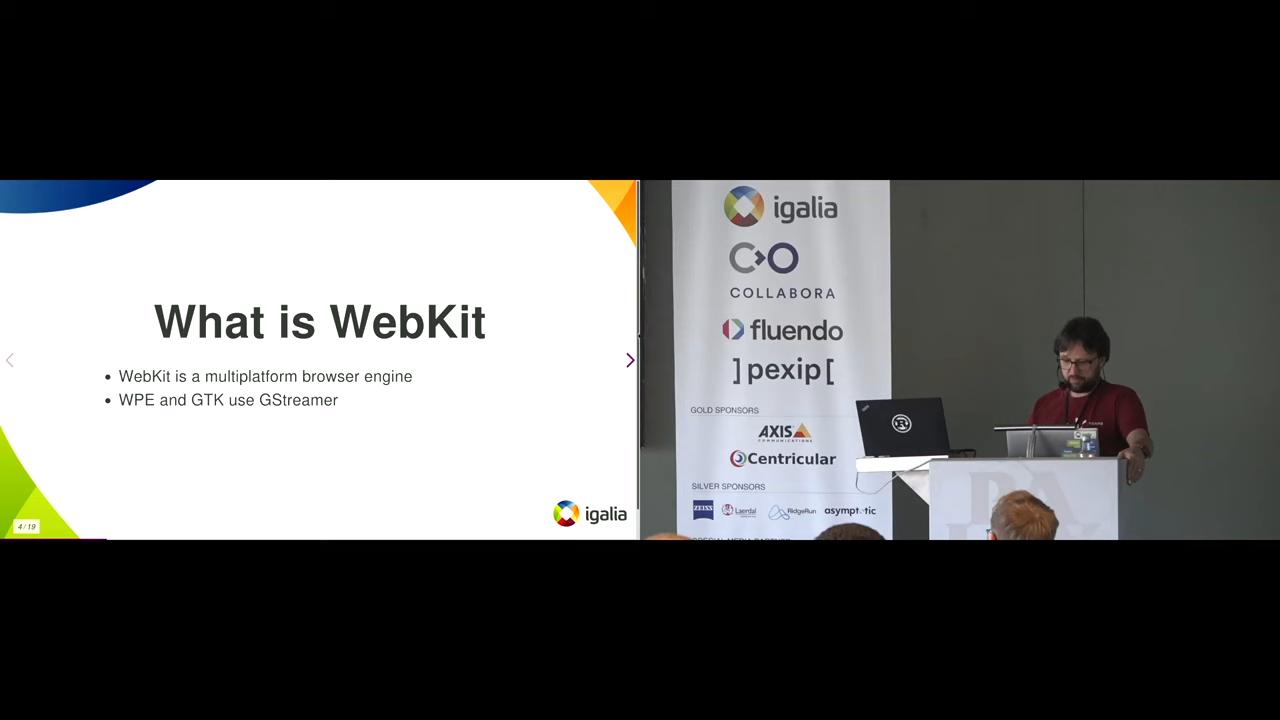 What is WebKit
WebKit is a multiplatform browser engine
WPE and GTK use GStreamer
4 / 19
igalia
igalia
COLLABORA
fluendo
]pexip[
GOLD SPONSORS
AXIS
COMMUNICATIONS
Centricular
SILVER SPONSORS
ZEISS
Laerdal
RidgeRun
asymptotic